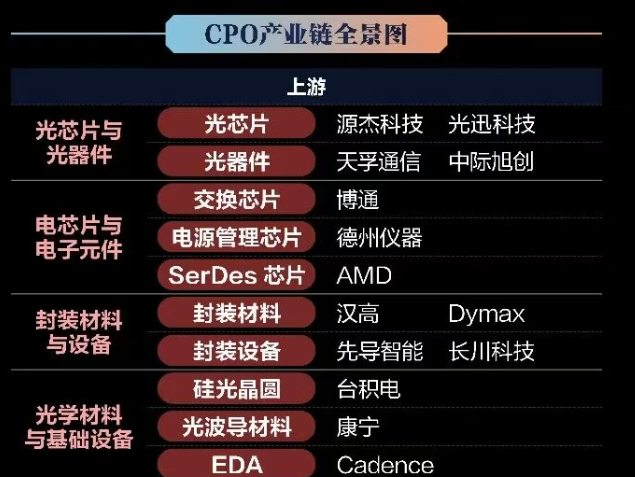 CPO产业链全景图
上游
光芯片与
光器件
光芯片 源杰科技 光迅科技
光器件 天孚通信 中际旭创
电芯片与
电子元件
交换芯片 博通
电源管理芯片 德州仪器
SerDes 芯片 AMD
封装材料
与设备
封装材料 汉高 Dymax
封装设备 先导智能 长川科技
光学材料
与基础设备
硅光晶圆 台积电
光波导材料 康宁
EDA Cadence